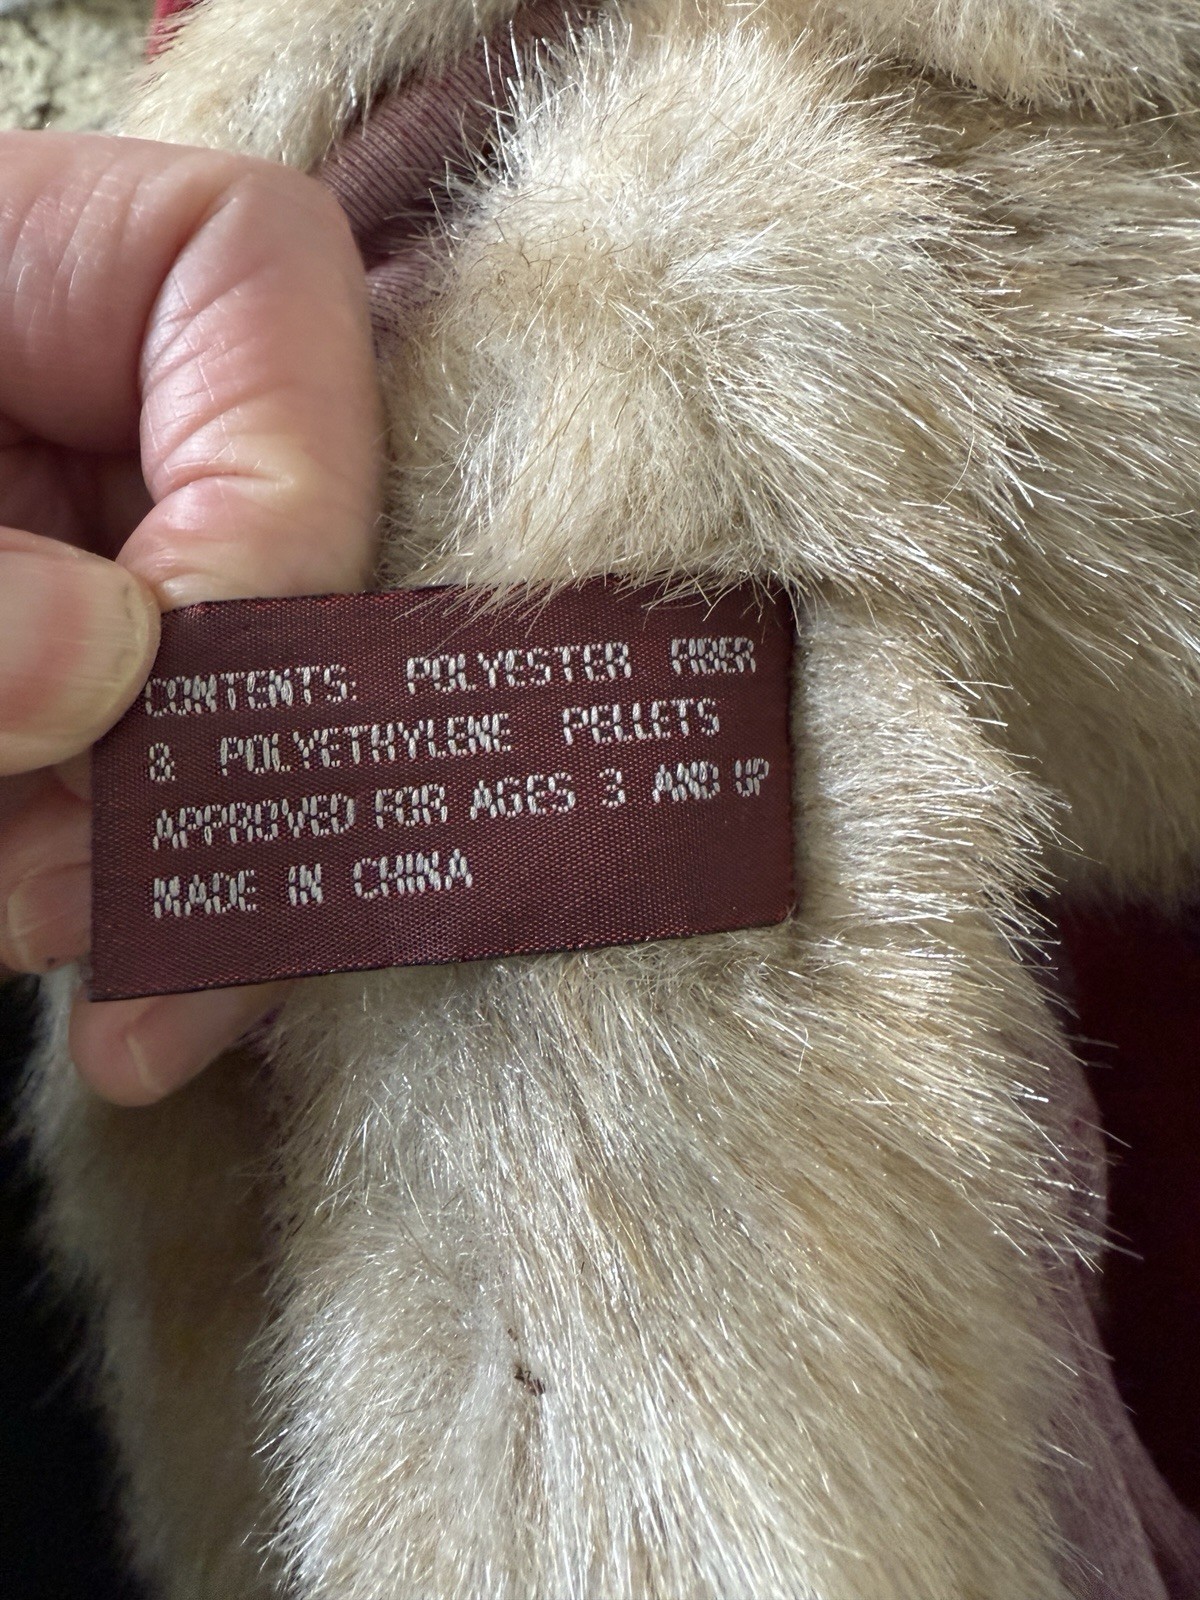 CONTENTS: POLYESTER FIBER
& POLYETHYLENE PELLETS
APPROVED FOR AGES 3 AND UP
MADE IN CHINA